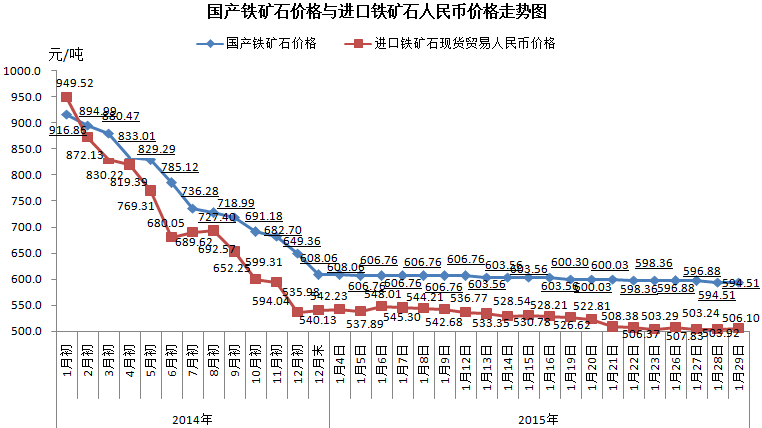 国产铁矿石价格与进口铁矿石人民币价格走势图
国产铁矿石价格 进口铁矿石现货贸易人民币价格
元/吨
1000.0
950.0
900.0
850.0
800.0
750.0
700.0
650.0
600.0
550.0
500.0
916.86 894.99 880.47 833.01 829.29 785.12 736.28 727.40 718.99 691.18 682.70 649.36 608.06 608.06 606.76 606.76 606.76 606.76 606.76 606.76 603.56 603.56 603.56 603.56 600.30 600.03 600.03 598.36 598.36 596.88 596.88 594.51 594.51
949.52 872.13 830.22 819.39 769.31 680.05 689.62 692.57 652.25 599.31 594.04 535.98 540.13 542.23 537.89 548.01 545.30 544.21 542.68 536.77 533.35 528.54 530.78 528.21 526.62 522.81 508.38 506.37 503.29 507.83 503.24 503.92 506.10
1月初 2月初 3月初 4月初 5月初 6月初 7月初 8月初 9月初 10月初 11月初 12月初 12月末 1月4日 1月5日 1月6日 1月7日 1月8日 1月9日 1月12日 1月13日 1月14日 1月15日 1月16日 1月19日 1月20日 1月21日 1月22日 1月23日 1月26日 1月27日 1月28日 1月29日
2014年 2015年